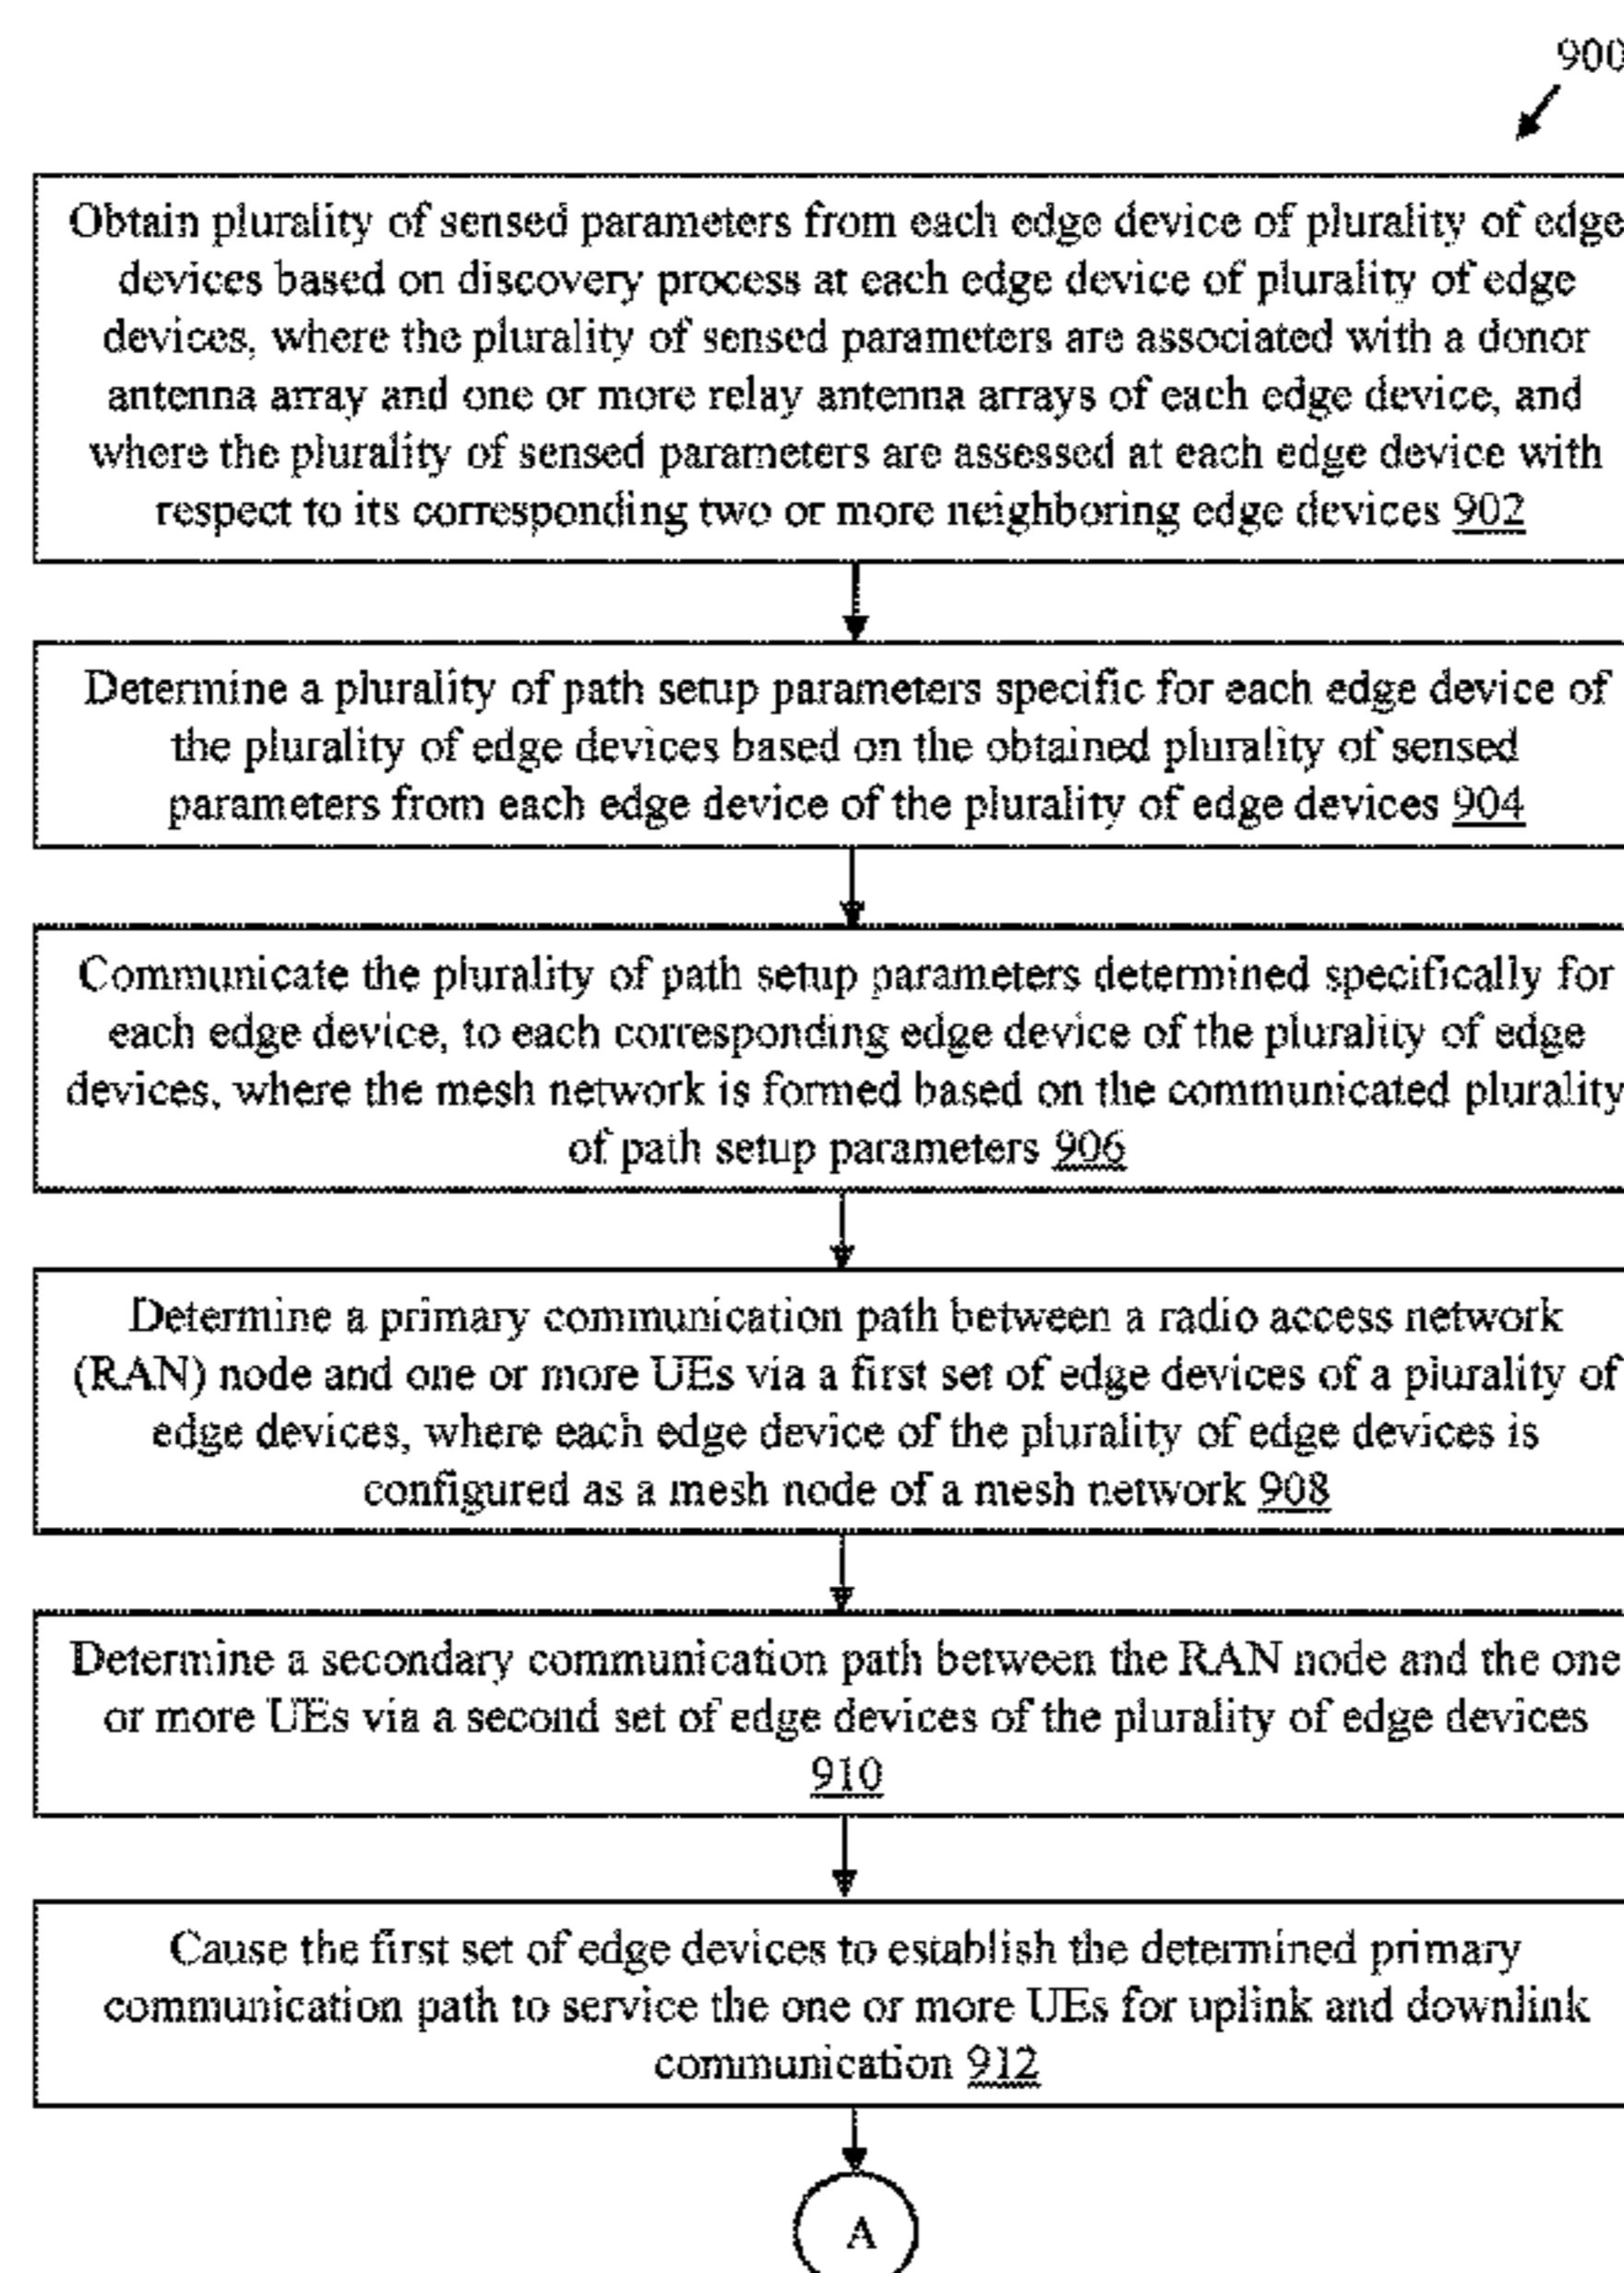 900
Obtain plurality of sensed parameters from each edge device of plurality of edge
devices based on discovery process at each edge device of plurality of edge
devices, where the plurality of sensed parameters are associated with a donor
antenna array and one or more relay antenna arrays of each edge device, and
where the plurality of sensed parameters are assessed at each edge device with
respect to its corresponding two or more neighboring edge devices 902
Determine a plurality of path setup parameters specific for each edge device of
the plurality of edge devices based on the obtained plurality of sensed
parameters from each edge device of the plurality of edge devices 904
Communicate the plurality of path setup parameters determined specifically for
each edge device, to each corresponding edge device of the plurality of edge
devices, where the mesh network is formed based on the communicated plurality
of path setup parameters 906
Determine a primary communication path between a radio access network
(RAN) node and one or more UEs via a first set of edge devices of a plurality of
edge devices, where each edge device of the plurality of edge devices is
configured as a mesh node of a mesh network 908
Determine a secondary communication path between the RAN node and the one
or more UEs via a second set of edge devices of the plurality of edge devices
910
Cause the first set of edge devices to establish the determined primary
communication path to service the one or more UEs for uplink and downlink
communication 912
A